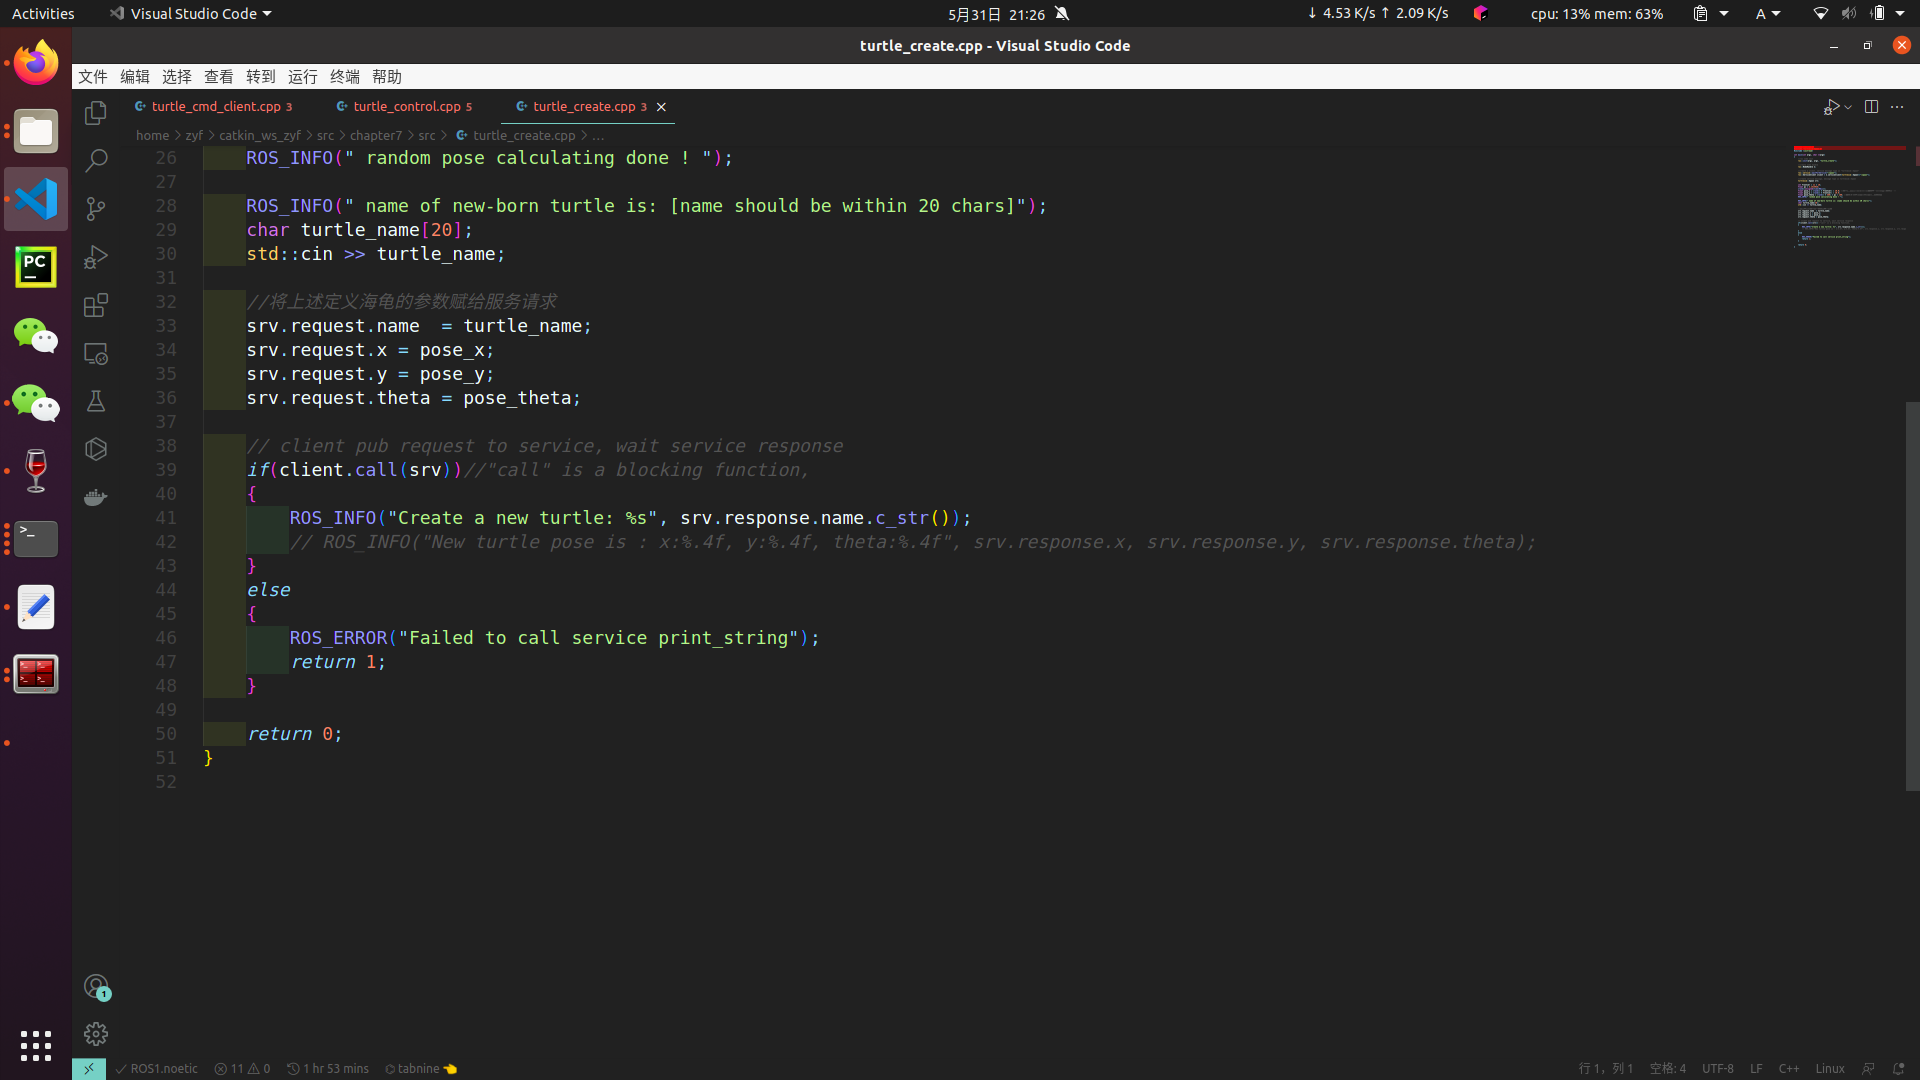 Activities Visual Studio Code 5月31日 21:26 ↓ 4.53 K/s ↑ 2.09 K/s cpu: 13% mem: 63% A
turtle_create.cpp - Visual Studio Code
文件 编辑 选择 查看 转到 运行 终端 帮助
turtle_cmd_client.cpp 3 turtle_control.cpp 5 turtle_create.cpp 3
home > zyf > catkin_ws_zyf > src > chapter7 > src > turtle_create.cpp > ...
26 ROS_INFO(" random pose calculating done ! ");
27
28 ROS_INFO(" name of new-born turtle is: [name should be within 20 chars]");
29 char turtle_name[20];
30 std::cin >> turtle_name;
31
32 //将上述定义海龟的参数赋给服务请求
33 srv.request.name  = turtle_name;
34 srv.request.x = pose_x;
35 srv.request.y = pose_y;
36 srv.request.theta = pose_theta;
37
38 // client pub request to service, wait service response
39 if(client.call(srv))//"call" is a blocking function,
40 {
41 ROS_INFO("Create a new turtle: %s", srv.response.name.c_str());
42 // ROS_INFO("New turtle pose is : x:%.4f, y:%.4f, theta:%.4f", srv.response.x, srv.response.y, srv.response.theta);
43 }
44 else
45 {
46 ROS_ERROR("Failed to call service print_string");
47 return 1;
48 }
49
50 return 0;
51 }
52
PC
1
ROS1.noetic 11 0 1 hr 53 mins tabnine 行 1，列 1 空格: 4 UTF-8 LF C++ Linux